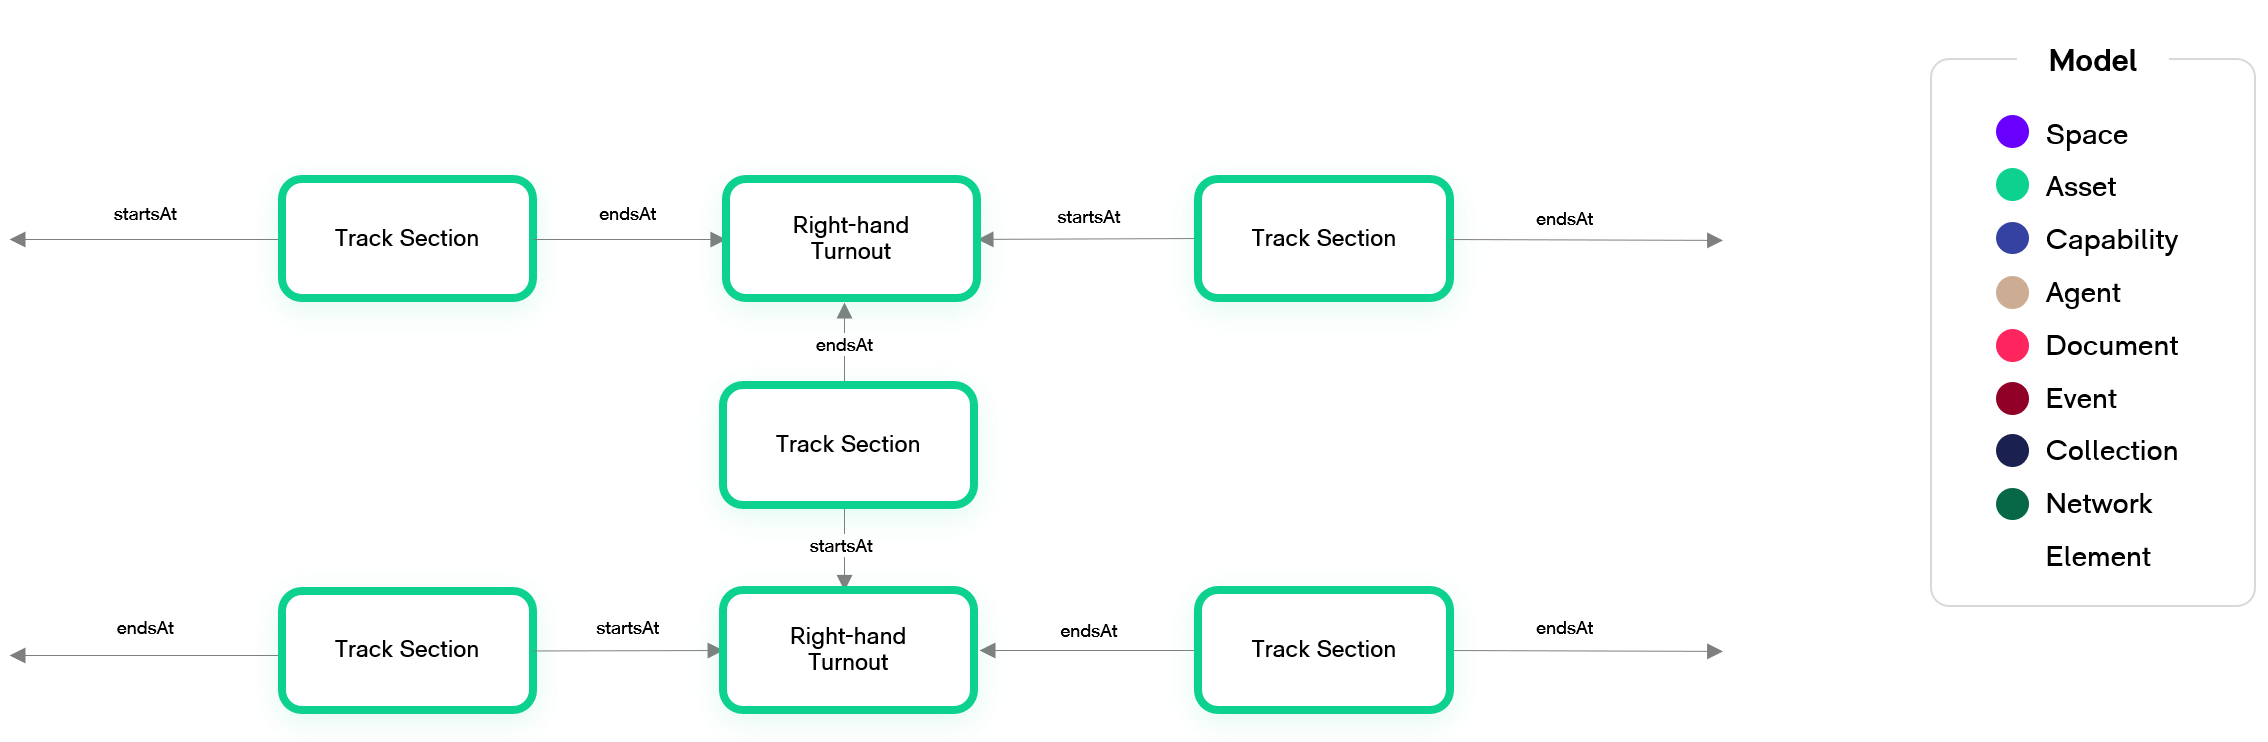 Model
Space
Asset
Capability
Agent
Document
Event
Collection
Network
Element
startsAt
Track Section
endsAt
Right-hand
Turnout
startsAt
Track Section
endsAt
endsAt
Track Section
startsAt
endsAt
Track Section
startsAt
Right-hand
Turnout
endsAt
Track Section
endsAt